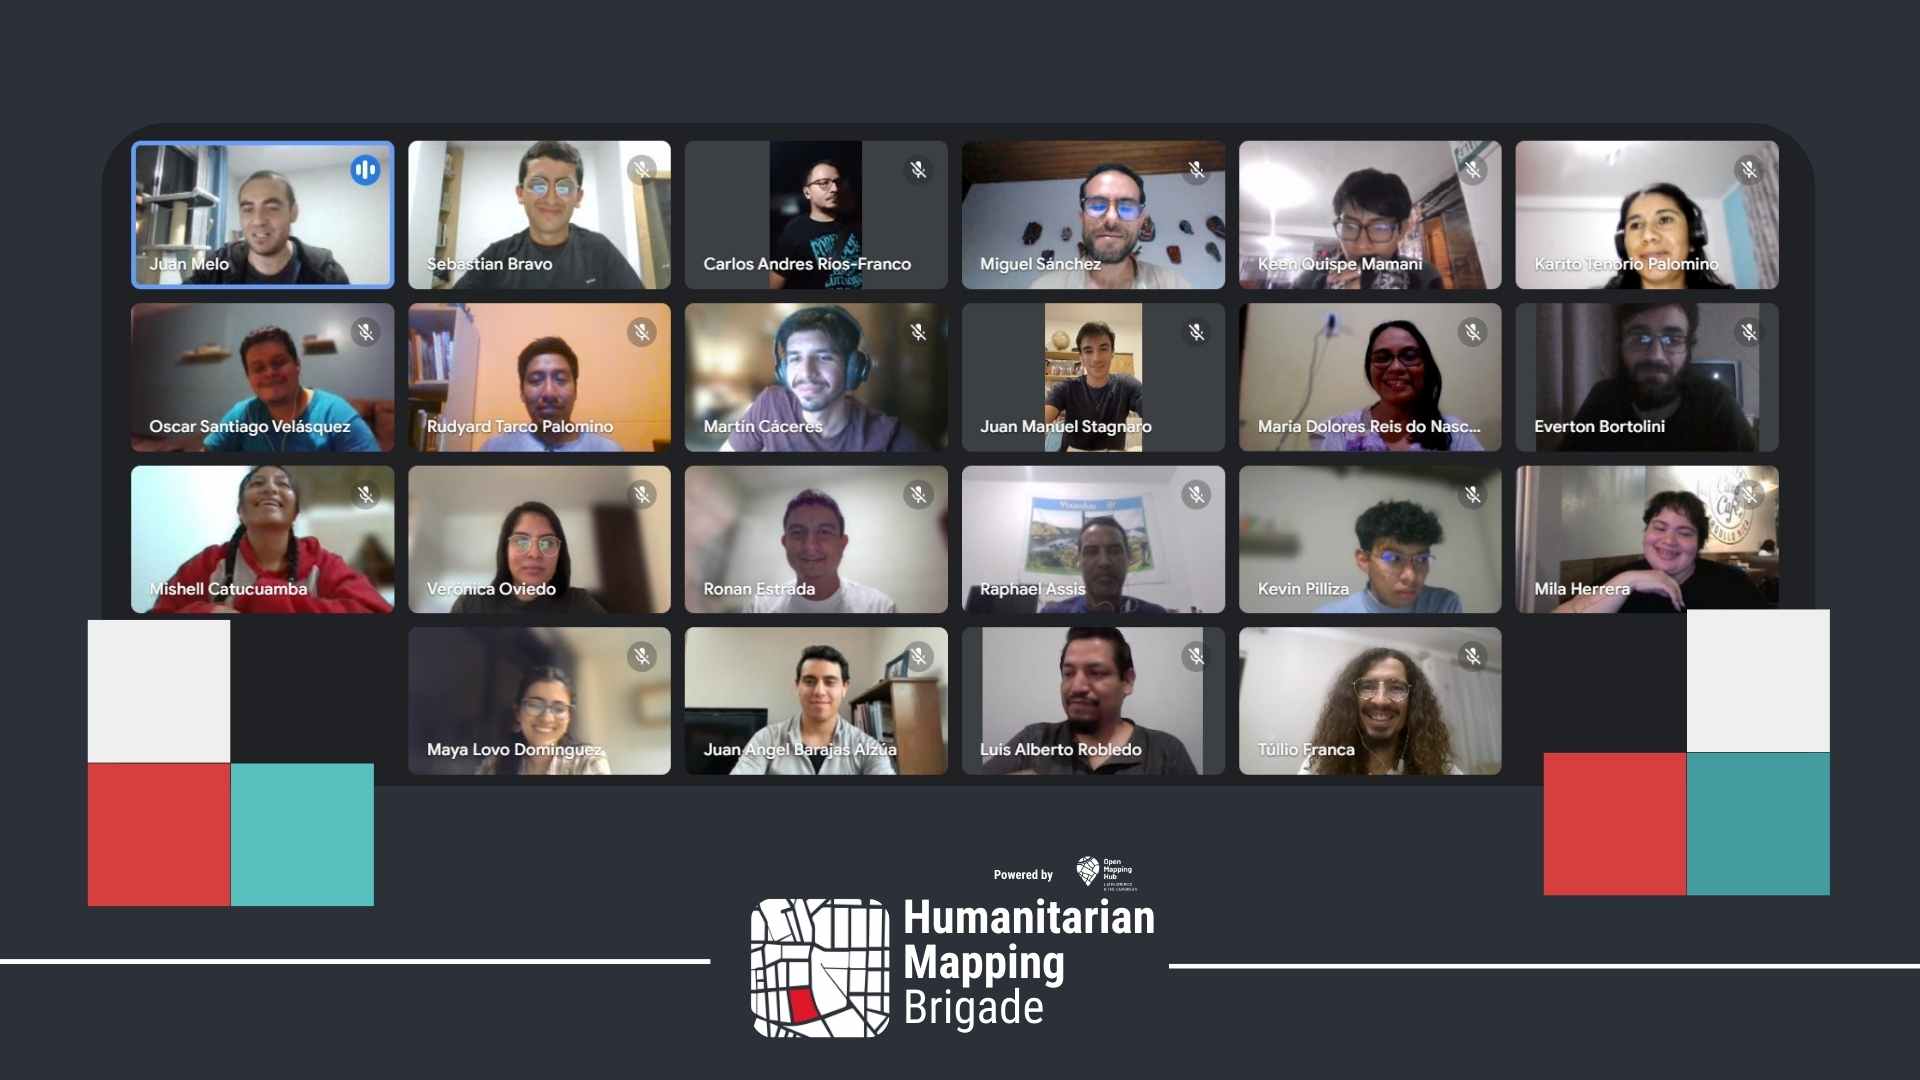 Juan Melo
Sebastian Bravo
Carlos Andres Ríos-Franco
Miguel Sánchez
Keen Quispe Mamani
Karito Tenorio Palomino
Oscar Santiago Velásquez
Rudyard Tarco Palomino
Martín Cáceres
Juan Manuel Stagnaro
Maria Dolores Reis do Nasc...
Everton Bortolini
Mishell Catucuamba
Verónica Oviedo
Ronan Estrada
Raphael Assis
Kevin Pilliza
Mila Herrera
Maya Lovo Dominguez
Juan Angel Barajas Alzúa
Luis Alberto Robledo
Túllio Franca
Powered by
Open
Mapping
Hub
Humanitarian
Mapping
Brigade